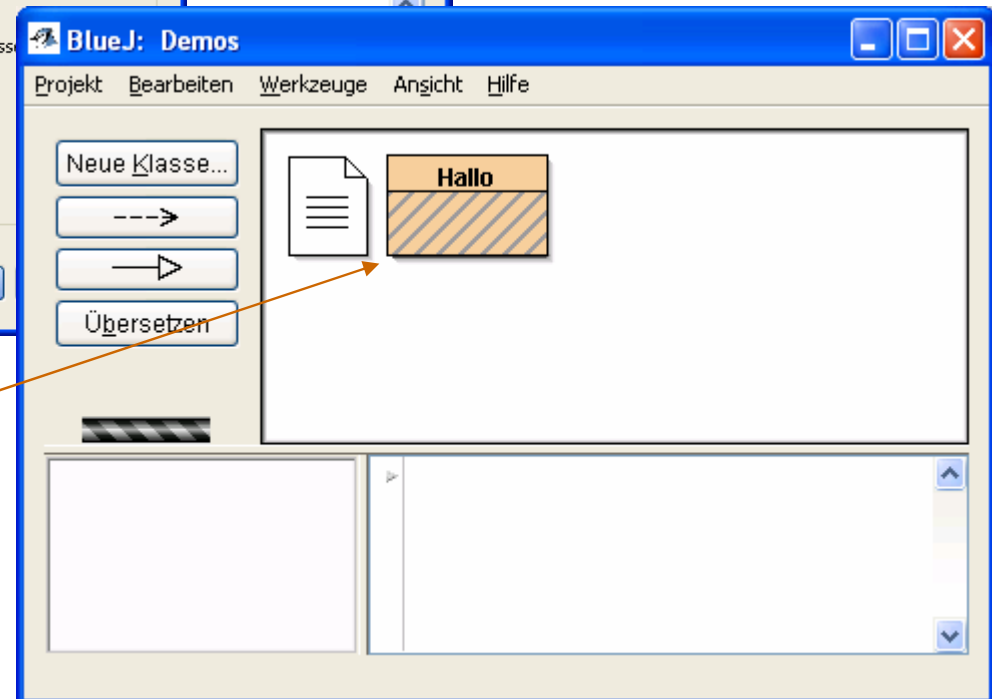 BlueJ: Demos
Projekt Bearbeiten Werkzeuge Ansicht Hilfe
Neue Klasse...
Hallo
Übersetzen